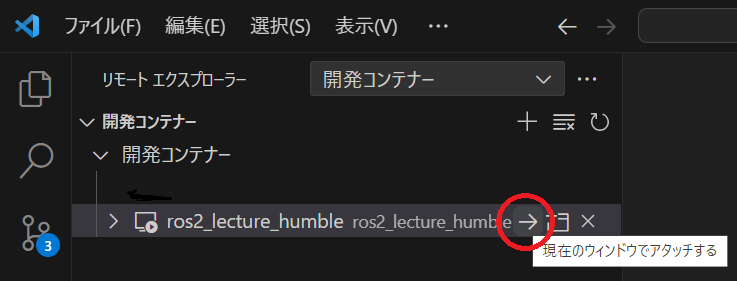 ファイル(F) 編集(E) 選択(S) 表示(V) ···
リモート エクスプローラー 開発コンテナー ···
開発コンテナー
開発コンテナー
ros2_lecture_humble ros2_lecture_humble
現在のウィンドウでアタッチする
3